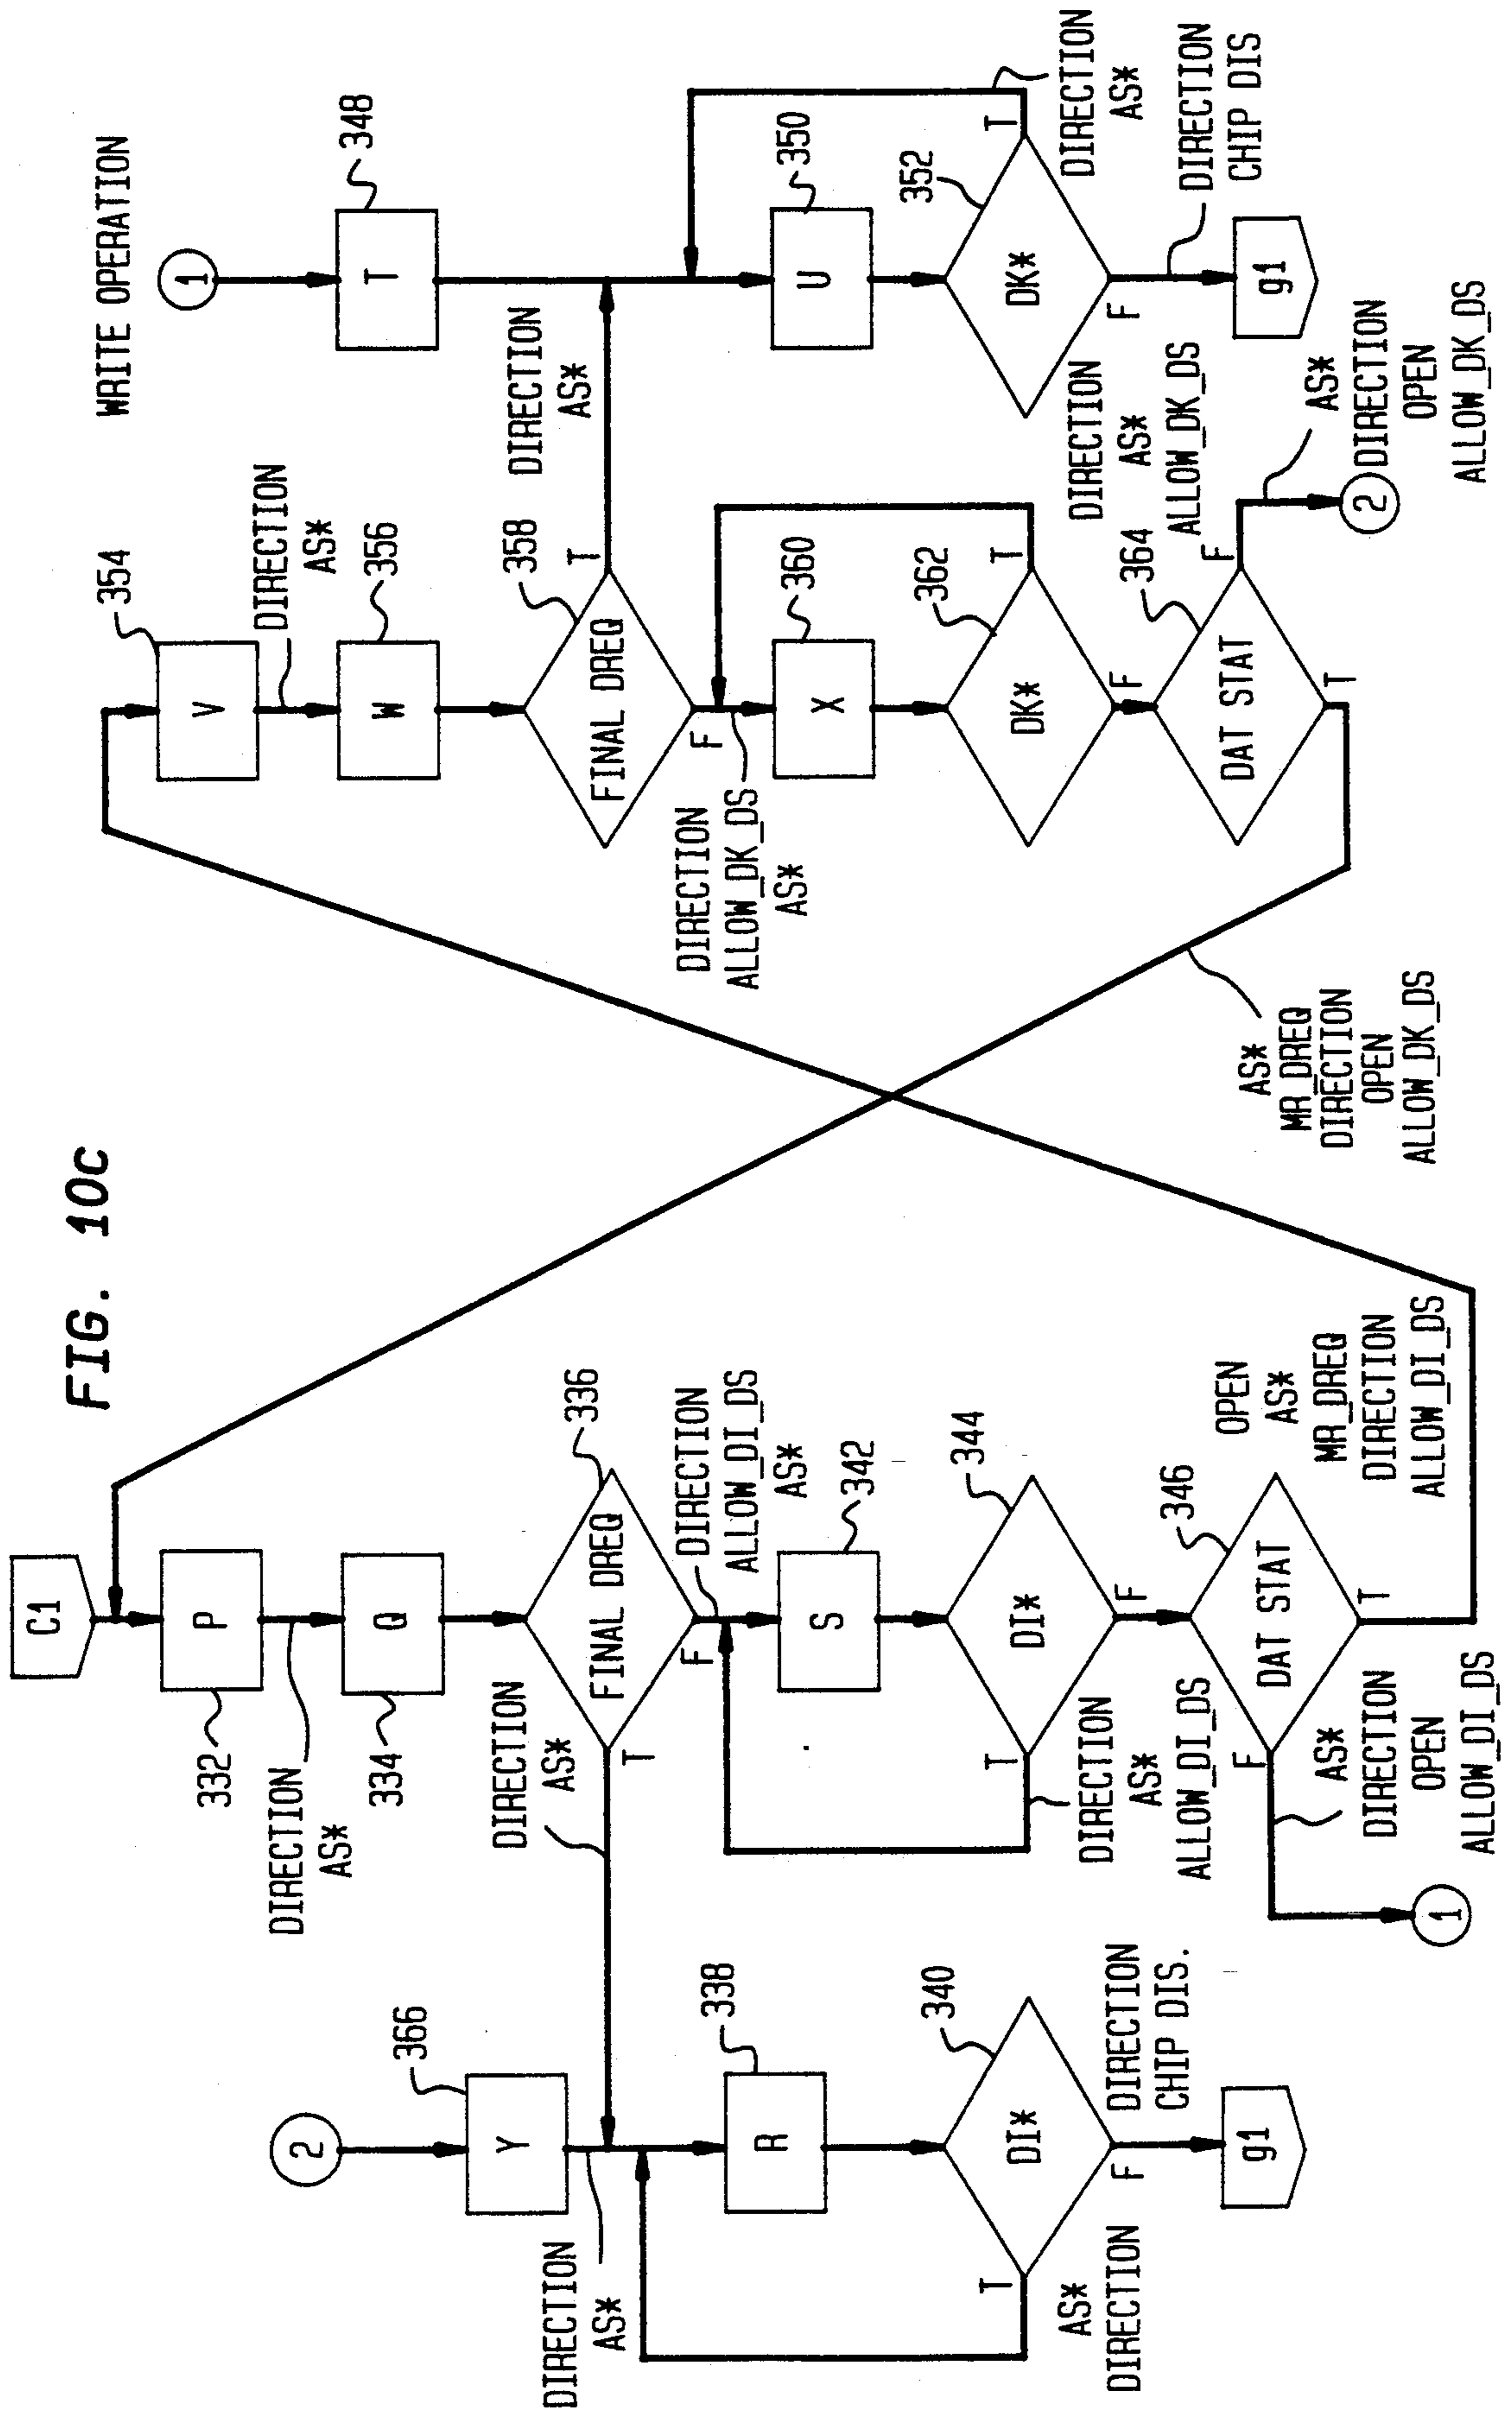 FIG. 10c
WRITE OPERATION
2
366
Y
DIRECTION
AS*
338
R
340
DI*
T
AS*
DIRECTION
F
DIRECTION
CHIP DIS.
g1
C1
P
332
DIRECTION
AS*
Q
334
336
FINAL DREQ
T
DIRECTION
AS*
F
DIRECTION
ALLOW_DI_DS
AS*
S
342
344
DI*
T
DIRECTION
AS*
ALLOW_DI_DS
F
346
DAT STAT
F
AS*
DIRECTION
OPEN
ALLOW_DI_DS
1
T
OPEN
AS*
MR_DREQ
DIRECTION
ALLOW_DI_DS
354
V
DIRECTION
AS*
W
356
358
FINAL DREQ
T
DIRECTION
AS*
F
DIRECTION
ALLOW_DK_DS
AS*
X
360
362
DK*
T
DIRECTION
AS*
ALLOW_DK_DS
F
364
DAT STAT
F
AS*
DIRECTION
OPEN
ALLOW_DK_DS
2
T
AS*
MR_DREQ
DIRECTION
OPEN
ALLOW_DK_DS
1
T
348
U
350
352
DK*
T
DIRECTION
AS*
F
DIRECTION
CHIP DIS
g1